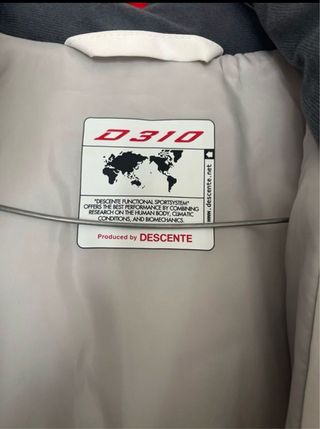 D310
"DESCENTE FUNCTIONAL SPORTSYSTEM"
OFFERS THE BEST PERFORMANCE BY COMBINING
RESEARCH ON THE HUMAN BODY, CLIMATIC
CONDITIONS, AND BIOMECHANICS
Produced by DESCENTE
www.descente.net